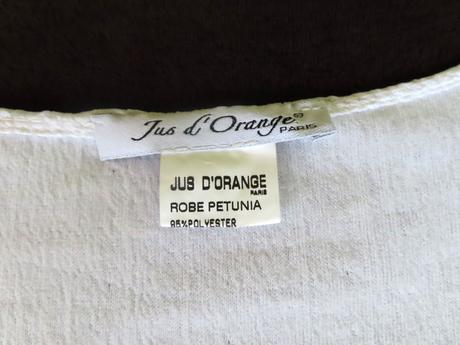 Jus d'Orange®
PARIS
JUS D'ORANGE
PARIS
ROBE PETUNIA
95%POLYESTER